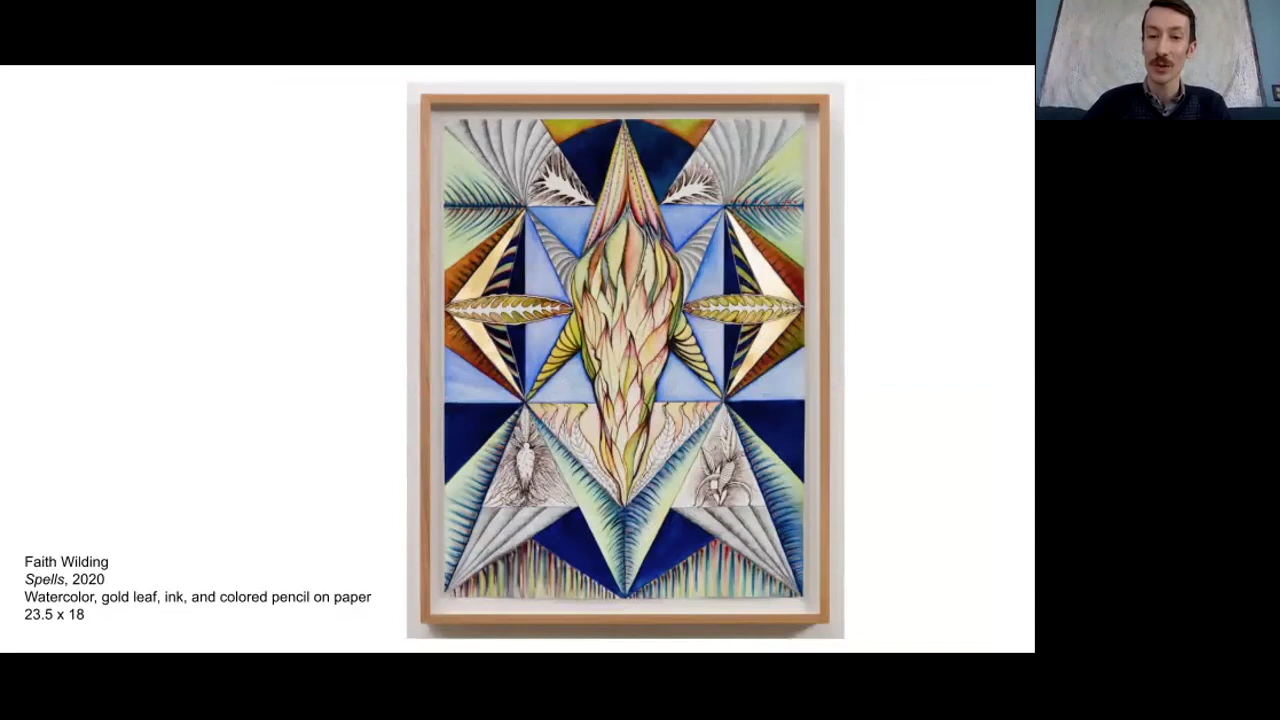 Faith Wilding
Spells, 2020
Watercolor, gold leaf, ink, and colored pencil on paper
23.5 x 18